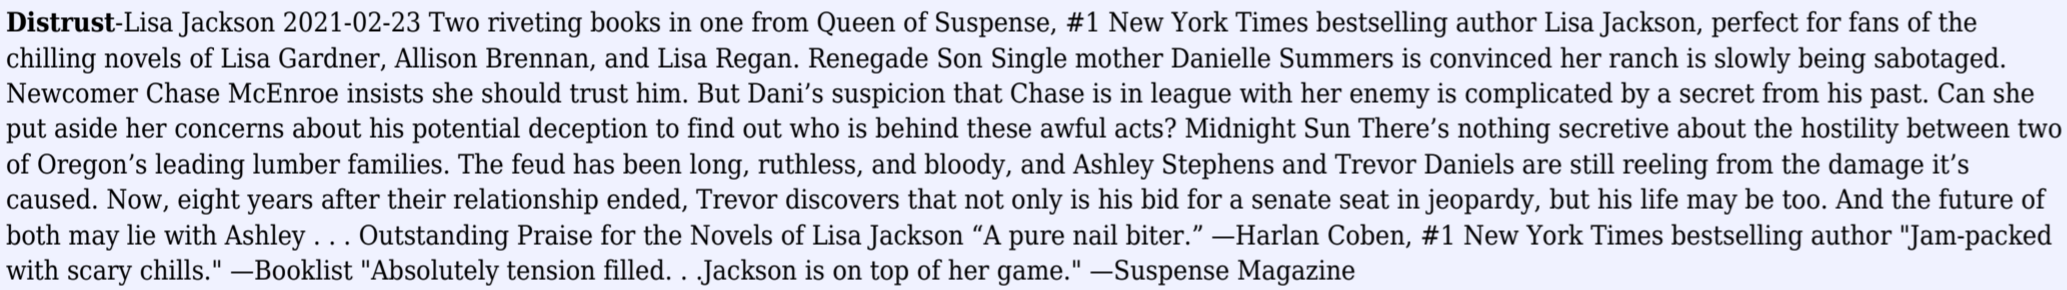 Distrust-Lisa Jackson 2021-02-23 Two riveting books in one from Queen of Suspense, #1 New York Times bestselling author Lisa Jackson, perfect for fans of the
chilling novels of Lisa Gardner, Allison Brennan, and Lisa Regan. Renegade Son Single mother Danielle Summers is convinced her ranch is slowly being sabotaged.
Newcomer Chase McEnroe insists she should trust him. But Dani’s suspicion that Chase is in league with her enemy is complicated by a secret from his past. Can she
put aside her concerns about his potential deception to find out who is behind these awful acts? Midnight Sun There’s nothing secretive about the hostility between two
of Oregon’s leading lumber families. The feud has been long, ruthless, and bloody, and Ashley Stephens and Trevor Daniels are still reeling from the damage it’s
caused. Now, eight years after their relationship ended, Trevor discovers that not only is his bid for a senate seat in jeopardy, but his life may be too. And the future of
both may lie with Ashley . . . Outstanding Praise for the Novels of Lisa Jackson “A pure nail biter.” —Harlan Coben, #1 New York Times bestselling author "Jam-packed
with scary chills." —Booklist "Absolutely tension filled. . .Jackson is on top of her game." —Suspense Magazine